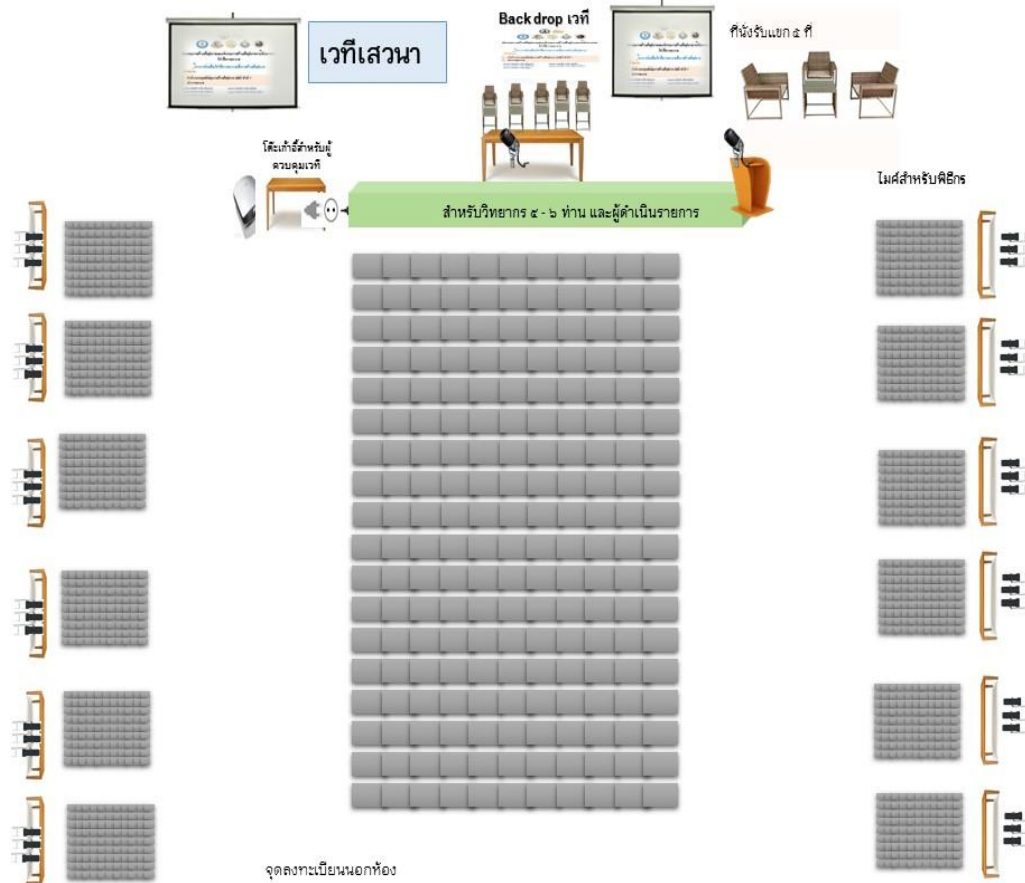 เวทีเสวนา
Back drop เวที
ที่นั่งรับแขก ๕ ที่
โต๊ะเก้าอี้สำหรับผู้
ควบคุมเวที
ไมค์สำหรับพิธีกร
สำหรับวิทยากร ๕ - ๖ ท่าน และผู้ดำเนินรายการ
จุดลงทะเบียนนอกห้อง